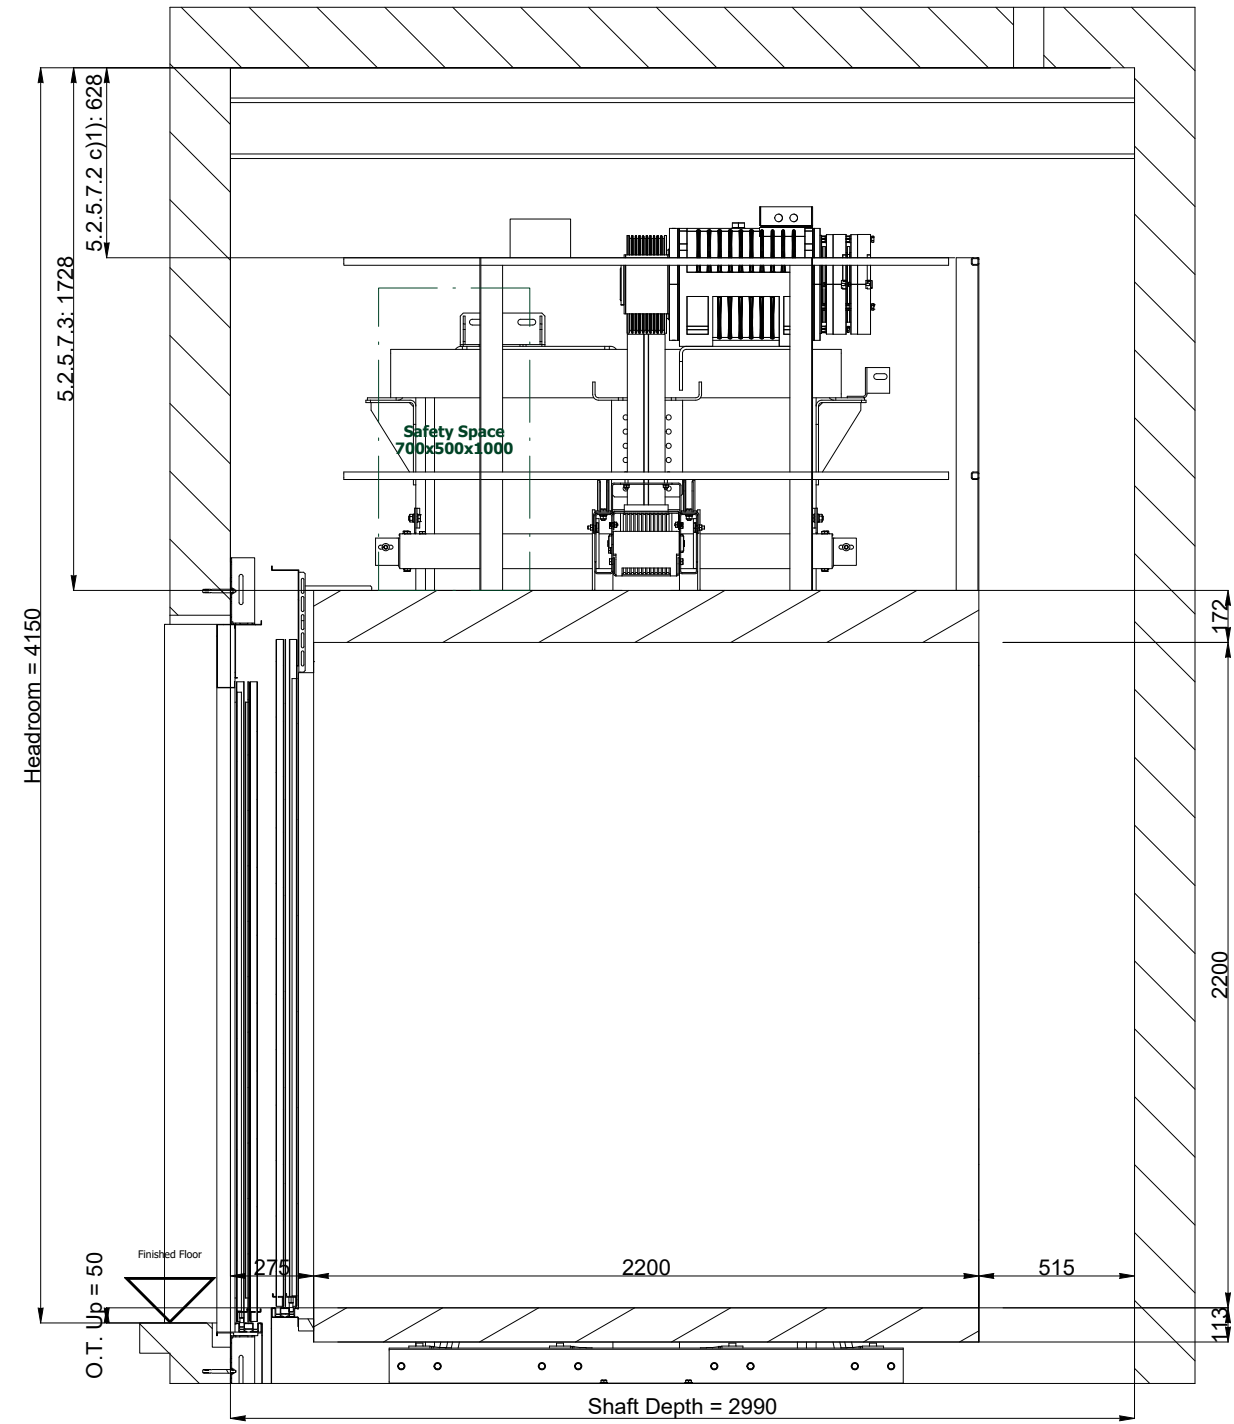 5.2.5.7.2 c)1): 628
5.2.5.7.3: 1728
Headroom = 4150
Safety Space
700x500x1000
172
2200
113
Finished Floor
O.T. Up = 50
275
2200
515
Shaft Depth = 2990